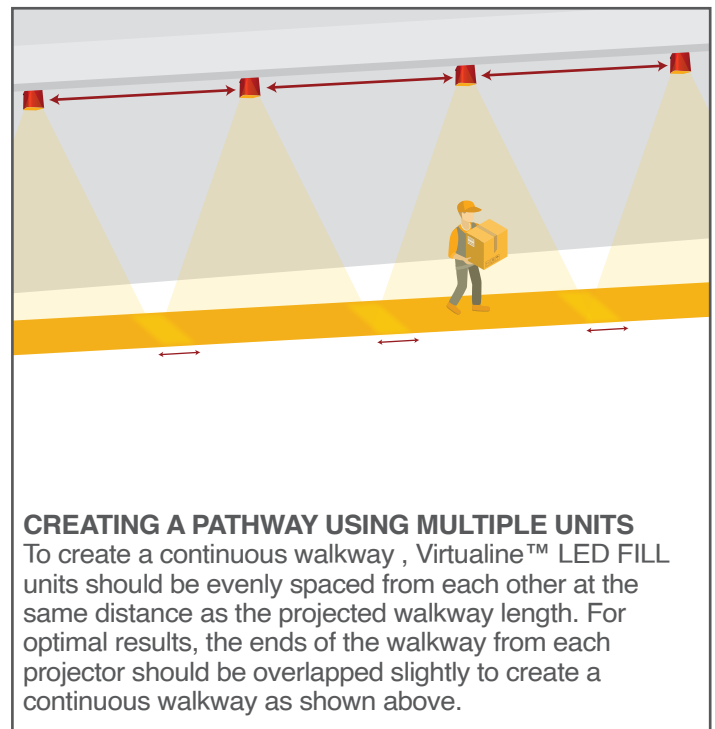 CREATING A PATHWAY USING MULTIPLE UNITS
To create a continuous walkway , Virtualine™ LED FILL
units should be evenly spaced from each other at the
same distance as the projected walkway length. For
optimal results, the ends of the walkway from each
projector should be overlapped slightly to create a
continuous walkway as shown above.